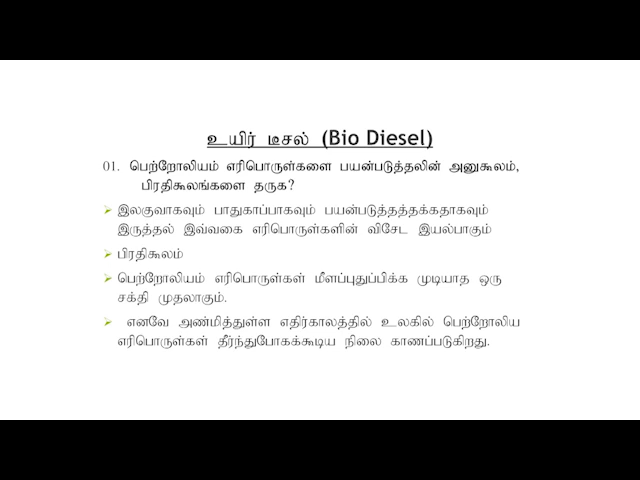 உயிர் டீசல் (Bio Diesel)
01. பெற்றோலியம் எரிபொருள்களை பயன்படுத்தலின் அனுகூலம்,
பிரதிகூலங்களை தருக?
இலகுவாகவும் பாதுகாப்பாகவும் பயன்படுத்தத்தக்கதாகவும்
இருத்தல் இவ்வகை எரிபொருள்களின் விசேட இயல்பாகும்
பிரதிகூலம்
பெற்றோலியம் எரிபொருள்கள் மீளப்புதுப்பிக்க முடியாத ஒரு
சக்தி முதலாகும்.
எனவே அண்மித்துள்ள எதிர்காலத்தில் உலகில் பெற்றோலிய
எரிபொருள்கள் தீர்ந்துபோகக்கூடிய நிலை காணப்படுகிறது.